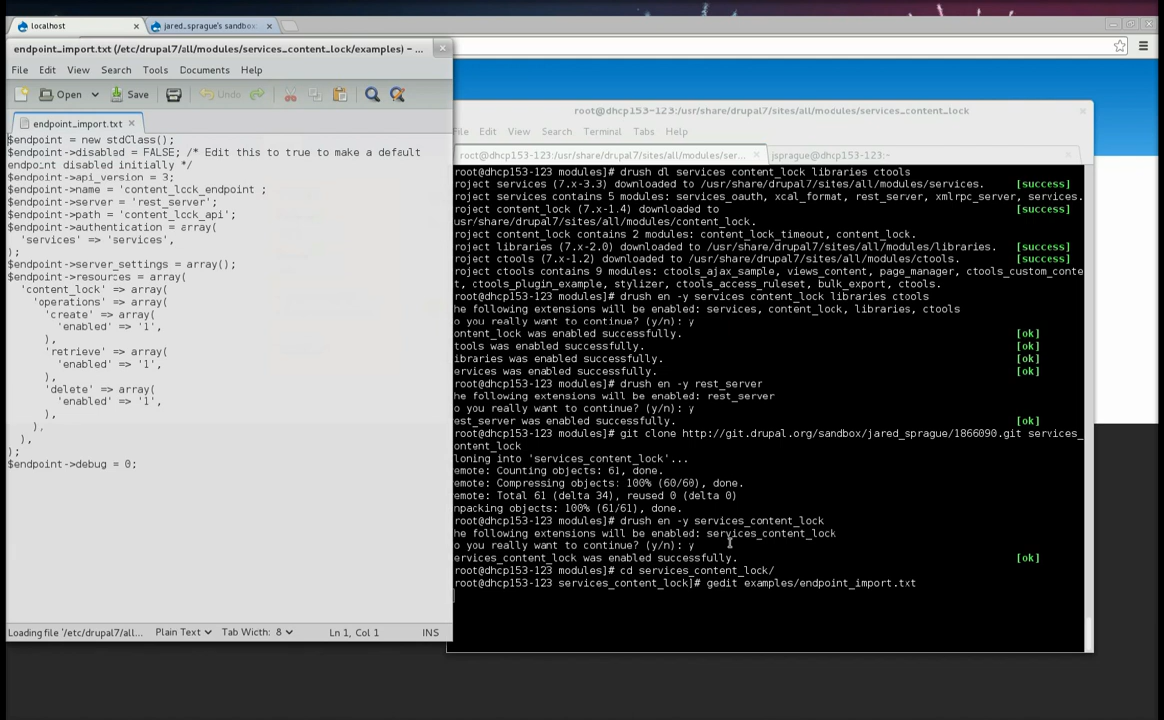 localhost
jared_sprague's sandbox:
endpoint_import.txt (/etc/drupal7/all/modules/services_content_lock/examples) – ...
File Edit View Search Tools Documents Help
Open Save Undo
endpoint_import.txt
$endpoint = new stdClass();
$endpoint->disabled = FALSE; /* Edit this to true to make a default
endpoint disabled initially */
$endpoint->api_version = 3;
$endpoint->name = 'content_lock_endpoint ;
$endpoint->server = 'rest_server';
$endpoint->path = 'content_lock_api';
$endpoint->authentication = array(
'services' => 'services',
);
$endpoint->server_settings = array();
$endpoint->resources = array(
'content_lock' => array(
'operations' => array(
'create' => array(
'enabled' => '1',
),
'retrieve' => array(
'enabled' => '1',
),
'delete' => array(
'enabled' => '1',
),
),
),
);
$endpoint->debug = 0;
Loading file '/etc/drupal7/all... Plain Text Tab Width: 8 Ln 1, Col 1 INS
root@dhcp153-123:/usr/share/drupal7/sites/all/modules/services_content_lock
File Edit View Search Terminal Tabs Help
root@dhcp153-123:/usr/share/drupal7/sites/all/modules/ser...
jsprague@dhcp153-123:~
root@dhcp153-123 modules]# drush dl services content_lock libraries ctools
roject services (7.x-3.3) downloaded to /usr/share/drupal7/sites/all/modules/services. [success]
roject services contains 5 modules: services_oauth, xcal_format, rest_server, xmlrpc_server, services.
roject content_lock (7.x-1.4) downloaded to [success]
usr/share/drupal7/sites/all/modules/content_lock.
roject content_lock contains 2 modules: content_lock_timeout, content_lock.
roject libraries (7.x-2.0) downloaded to /usr/share/drupal7/sites/all/modules/libraries. [success]
roject ctools (7.x-1.2) downloaded to /usr/share/drupal7/sites/all/modules/ctools. [success]
roject ctools contains 9 modules: ctools_ajax_sample, views_content, page_manager, ctools_custom_conte
t, ctools_plugin_example, stylizer, ctools_access_ruleset, bulk_export, ctools.
root@dhcp153-123 modules]# drush en -y services content_lock libraries ctools
he following extensions will be enabled: services, content_lock, libraries, ctools
o you really want to continue? (y/n): y
ontent_lock was enabled successfully. [ok]
tools was enabled successfully. [ok]
ibraries was enabled successfully. [ok]
ervices was enabled successfully. [ok]
root@dhcp153-123 modules]# drush en -y rest_server
he following extensions will be enabled: rest_server
o you really want to continue? (y/n): y
est_server was enabled successfully. [ok]
root@dhcp153-123 modules]# git clone http://git.drupal.org/sandbox/jared_sprague/1866090.git services_
ontent_lock
loning into 'services_content_lock'...
emote: Counting objects: 61, done.
emote: Compressing objects: 100% (60/60), done.
emote: Total 61 (delta 34), reused 0 (delta 0)
npacking objects: 100% (61/61), done.
root@dhcp153-123 modules]# drush en -y services_content_lock
he following extensions will be enabled: services_content_lock
o you really want to continue? (y/n): y
ervices_content_lock was enabled successfully. [ok]
root@dhcp153-123 modules]# cd services_content_lock/
root@dhcp153-123 services_content_lock]# gedit examples/endpoint_import.txt